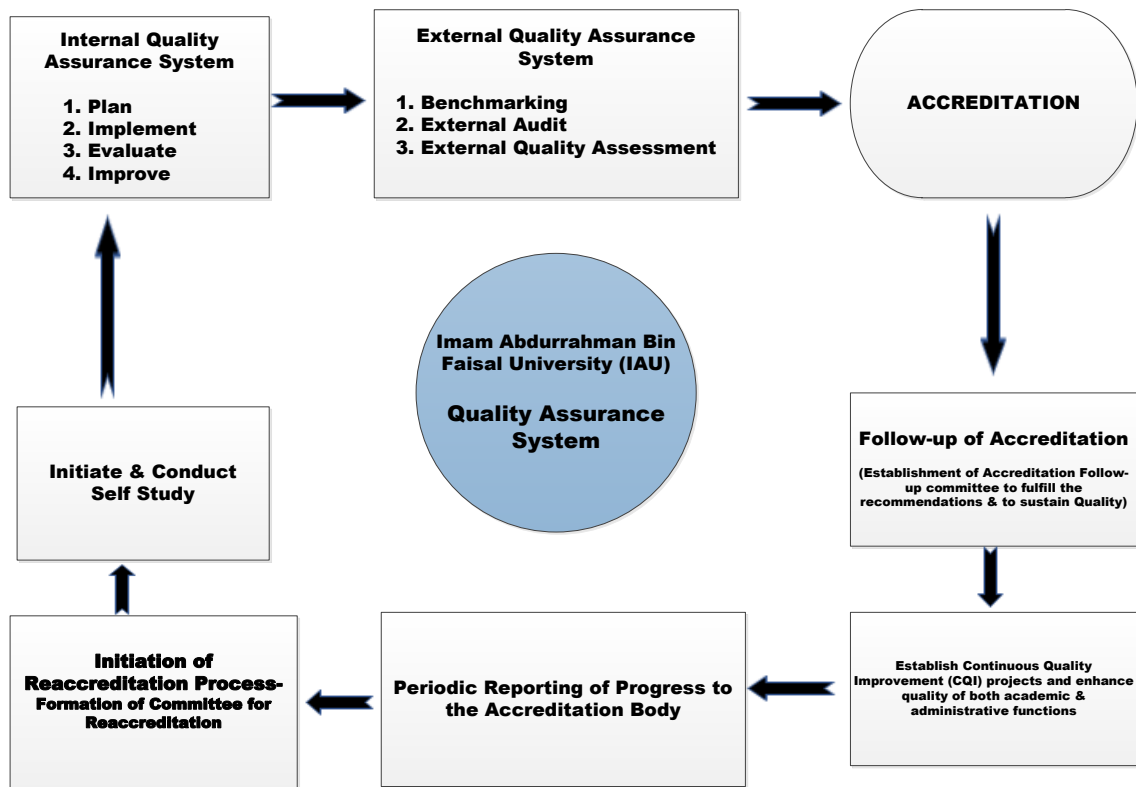 Internal Quality
Assurance System
1. Plan
2. Implement
3. Evaluate
4. Improve
External Quality Assurance
System
1. Benchmarking
2. External Audit
3. External Quality Assessment
ACCREDITATION
Imam Abdurrahman Bin
Faisal University (IAU)
Quality Assurance
System
Follow-up of Accreditation
(Establishment of Accreditation Follow-
up committee to fulfill the
recommendations & to sustain Quality)
Initiate & Conduct
Self Study
Initiation of
Reaccreditation Process-
Formation of Committee for
Reaccreditation
Periodic Reporting of Progress to
the Accreditation Body
Establish Continuous Quality
Improvement (CQI) projects and enhance
quality of both academic &
administrative functions